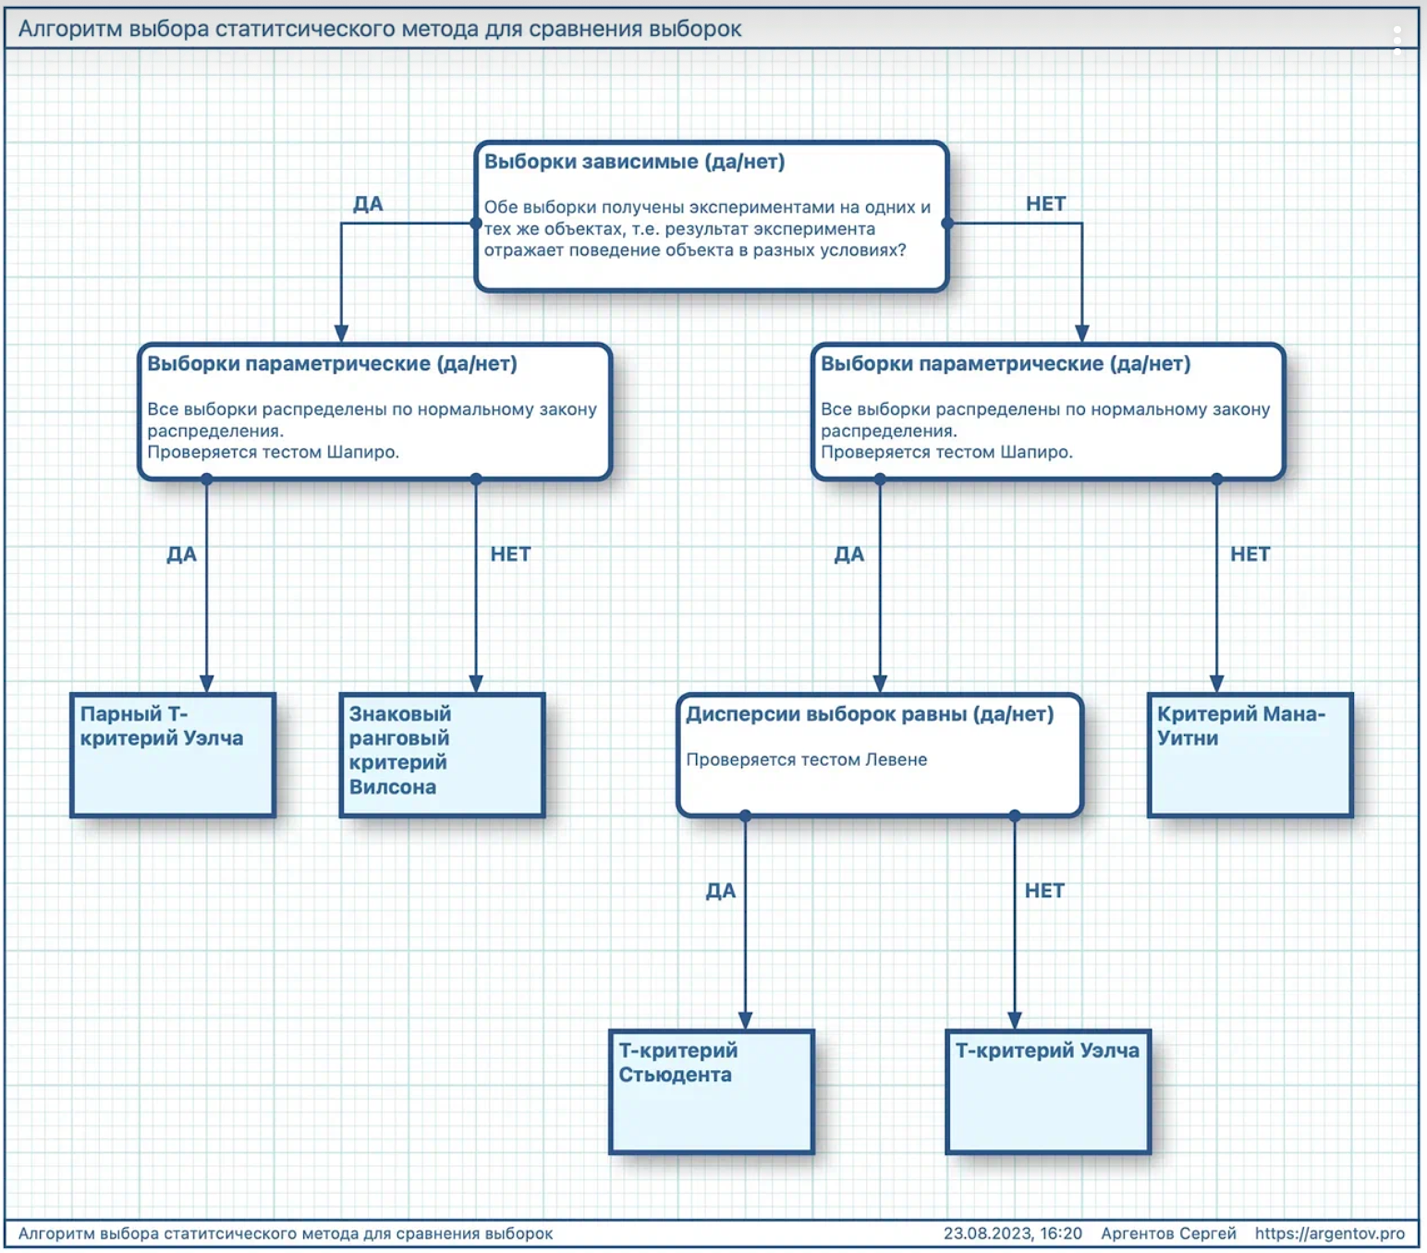 Алгоритм выбора статитсического метода для сравнения выборок
Выборки зависимые (да/нет)
Обе выборки получены экспериментами на одних и
тех же объектах, т.е. результат эксперимента
отражает поведение объекта в разных условиях?
ДА
НЕТ
Выборки параметрические (да/нет)
Все выборки распределены по нормальному закону
распределения.
Проверяется тестом Шапиро.
Выборки параметрические (да/нет)
Все выборки распределены по нормальному закону
распределения.
Проверяется тестом Шапиро.
ДА
НЕТ
ДА
НЕТ
Парный Т-
критерий Уэлча
Знаковый
ранговый
критерий
Вилсона
Дисперсии выборок равны (да/нет)
Проверяется тестом Левене
Критерий Мана-
Уитни
ДА
НЕТ
Т-критерий
Стьюдента
Т-критерий Уэлча
Алгоритм выбора статитсического метода для сравнения выборок
23.08.2023, 16:20 Аргентов Сергей https://argentov.pro